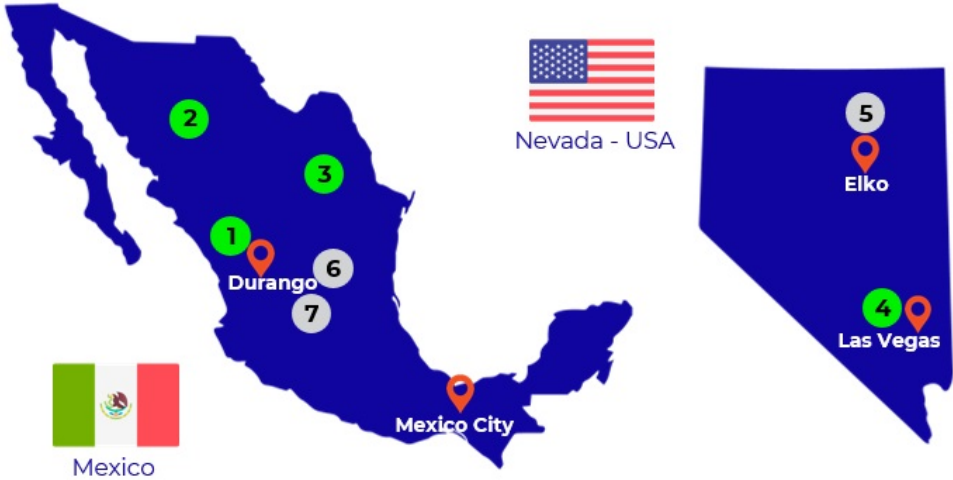 2
3
1
Durango
6
7
Mexico City
Mexico
Nevada - USA
5
Elko
4
Las Vegas